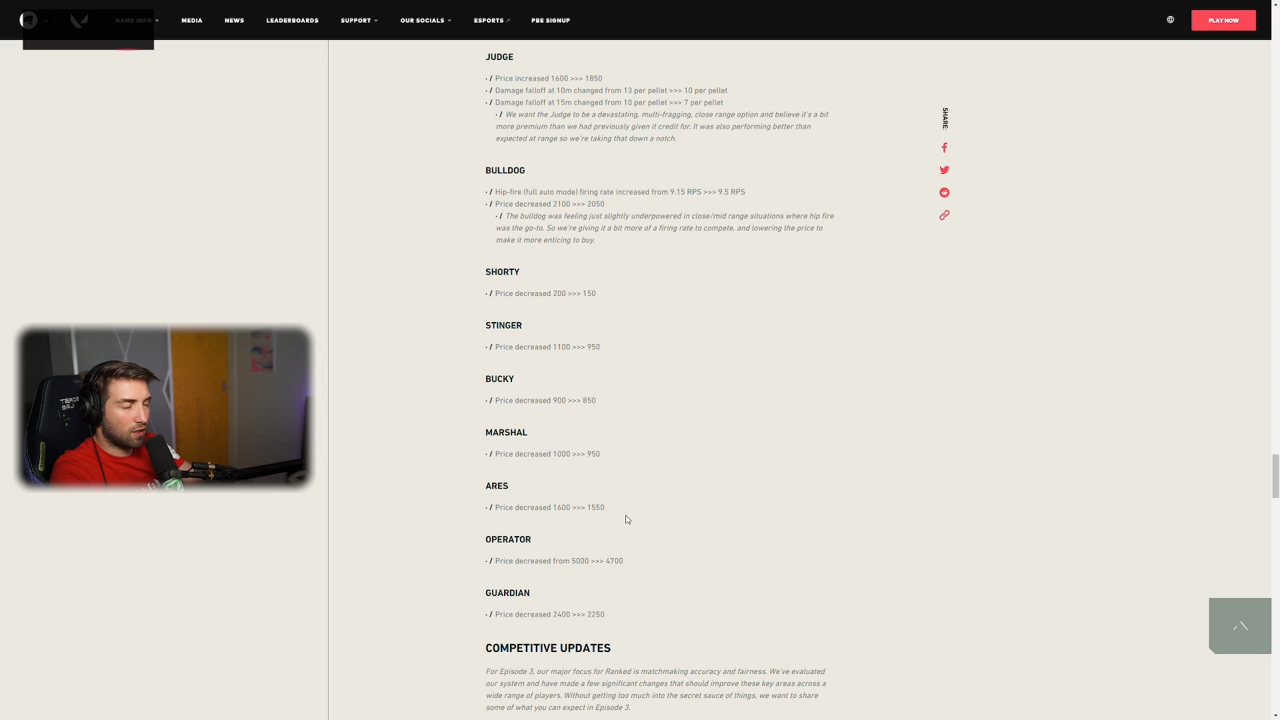 GAME INFO
MEDIA
NEWS
LEADERBOARDS
SUPPORT
OUR SOCIALS
ESPORTS
PBE SIGNUP
PLAY NOW
JUDGE
/ Price increased 1600 >>> 1850
/ Damage falloff at 10m changed from 13 per pellet >>> 10 per pellet
/ Damage falloff at 15m changed from 10 per pellet >>> 7 per pellet
/ We want the Judge to be a devastating, multi-fragging, close range option and believe it's a bit
more premium than we had previously given it credit for. It was also performing better than
expected at range so we're taking that down a notch.
BULLDOG
/ Hip-fire (full auto mode) firing rate increased from 9.15 RPS >>> 9.5 RPS
/ Price decreased 2100 >>> 2050
/ The bulldog was feeling just slightly underpowered in close/mid range situations where hip fire
was the go-to. So we're giving it a bit more of a firing rate to compete, and lowering the price to
make it more enticing to buy.
SHORTY
/ Price decreased 200 >>> 150
STINGER
/ Price decreased 1100 >>> 950
BUCKY
/ Price decreased 900 >>> 850
MARSHAL
/ Price decreased 1000 >>> 950
ARES
/ Price decreased 1600 >>> 1550
OPERATOR
/ Price decreased from 5000 >>> 4700
GUARDIAN
/ Price decreased 2400 >>> 2250
COMPETITIVE UPDATES
For Episode 3, our major focus for Ranked is matchmaking accuracy and fairness. We've evaluated
our system and have made a few significant changes that should improve these key areas across a
wide range of players. Without getting too much into the secret sauce of things, we want to share
some of what you can expect in Episode 3.
SHARE: